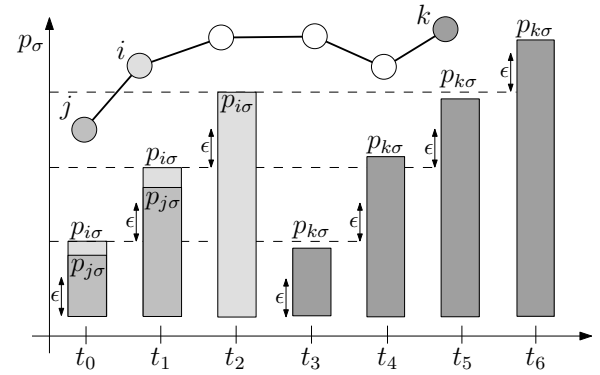 k
p_σ
i
p_{kσ}
ϵ
p_{kσ}
j
p_{iσ}
ϵ
ϵ
p_{iσ}
p_{kσ}
p_{jσ}
ϵ
ϵ
p_{iσ}
p_{kσ}
p_{jσ}
ϵ
ϵ
t_0 t_1 t_2 t_3 t_4 t_5 t_6